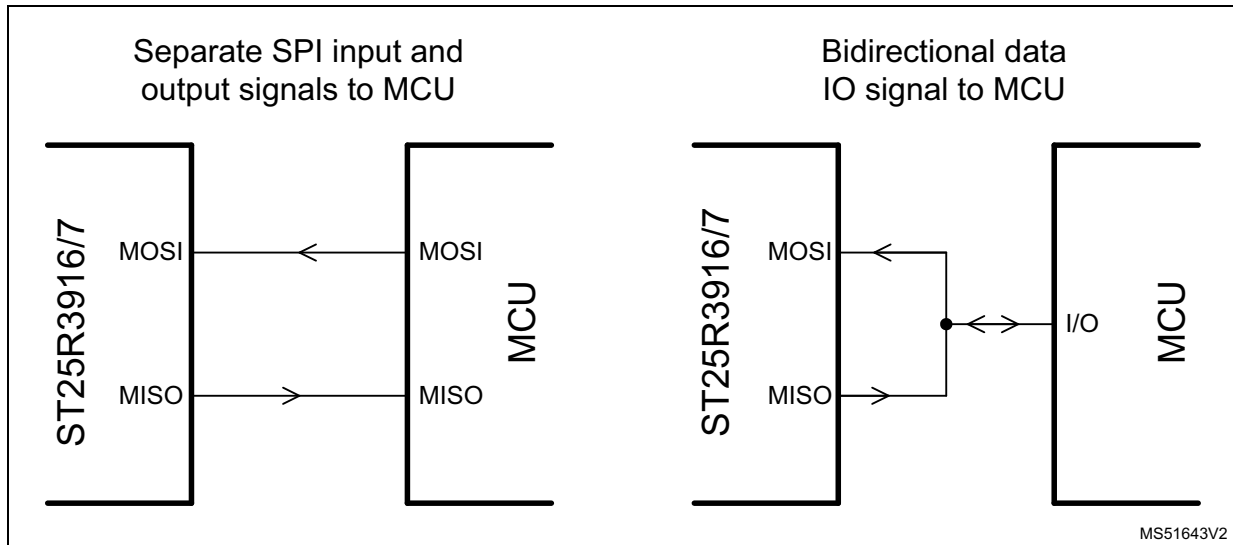 Separate SPI input and
output signals to MCU
ST25R3916/7
MOSI
MISO
MOSI
MISO
MCU
Bidirectional data
IO signal to MCU
ST25R3916/7
MOSI
MISO
I/O
MCU
MS51643V2